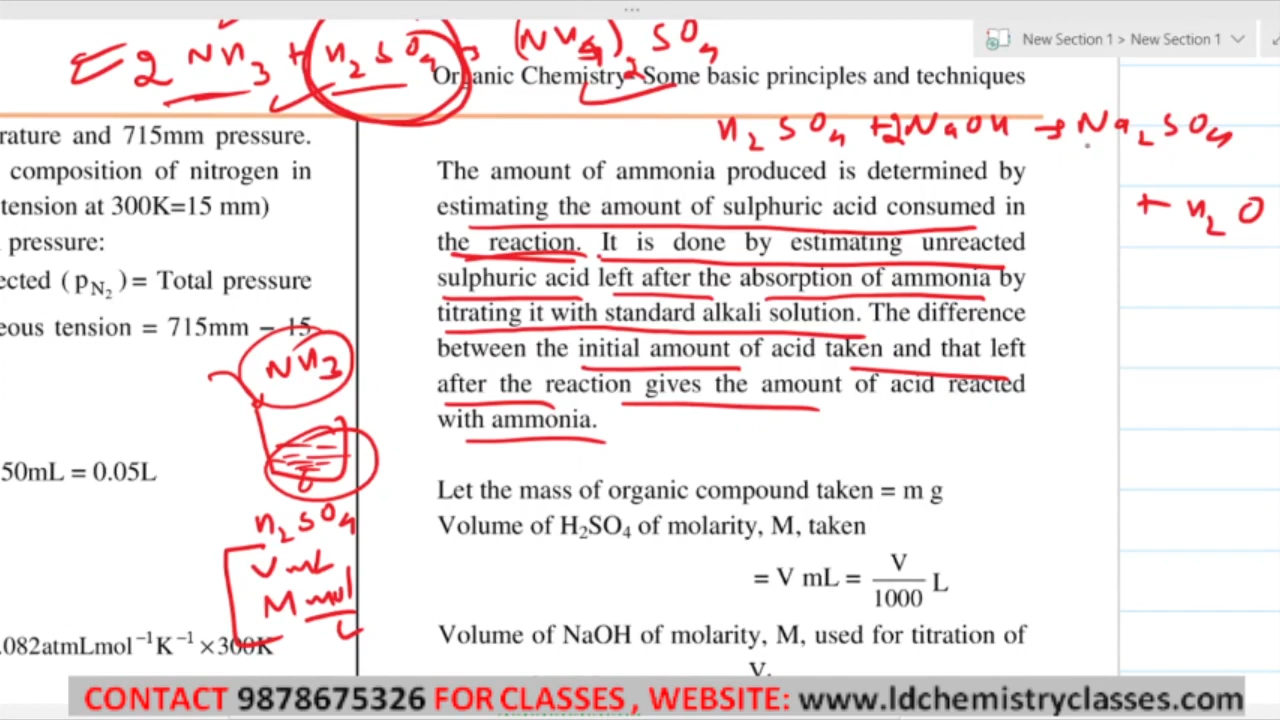 2 NH3 + H2SO4 → (NH4)2 SO4
New Section 1 > New Section 1
Organic Chemistry: Some basic principles and techniques
H2SO4 + 2NaOH → Na2SO4
+ H2O
rature and 715mm pressure.
composition of nitrogen in
tension at 300K=15 mm)
pressure:
ected (pN₂)= Total pressure
eous tension = 715mm – 15
NH3
50mL = 0.05L
H2SO4
V mL
M mol
L
.082atmLmol⁻¹K⁻¹×300K
The amount of ammonia produced is determined by
estimating the amount of sulphuric acid consumed in
the reaction. It is done by estimating unreacted
sulphuric acid left after the absorption of ammonia by
titrating it with standard alkali solution. The difference
between the initial amount of acid taken and that left
after the reaction gives the amount of acid reacted
with ammonia.
Let the mass of organic compound taken = m g
Volume of H₂SO₄ of molarity, M, taken
= V mL = V/1000 L
Volume of NaOH of molarity, M, used for titration of
V.
CONTACT 9878675326 FOR CLASSES , WEBSITE: www.ldchemistryclasses.com